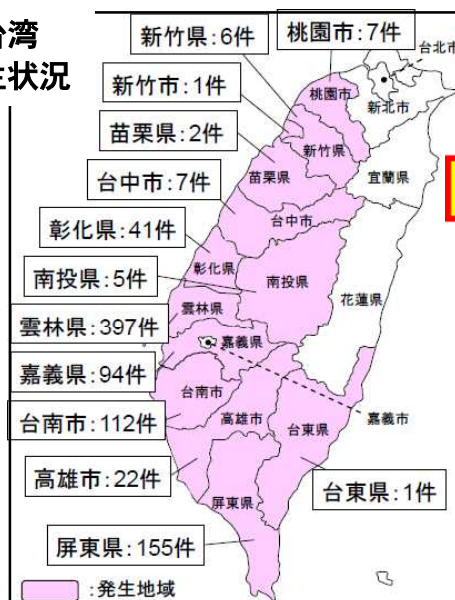 台湾
生状況
新竹県：6件
桃園市：7件
台北市
新竹市：1件
桃園市
新北市
苗栗県：2件
新竹県
苗栗県
宜蘭県
台中市：7件
台中市
彰化県：41件
彰化県
南投県：5件
南投県
花蓮県
雲林県
雲林県：397件
嘉義県
嘉義県：94件
台南市
嘉義市
台南市：112件
高雄市
台東県
高雄市：22件
台東県：1件
屏東県
屏東県：155件
：発生地域